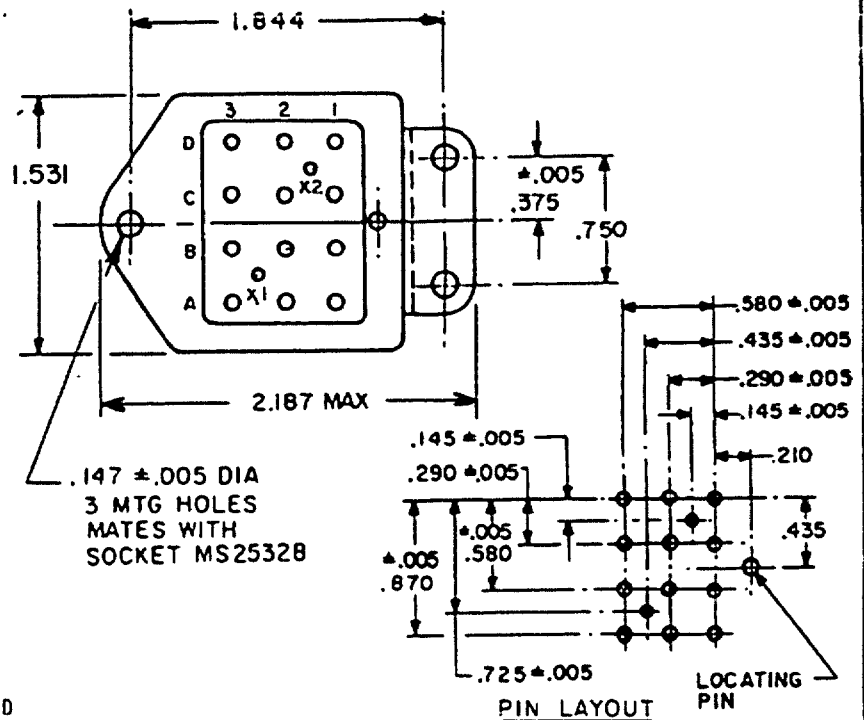 1.844
1.531
3 2 1
D
C
B
A
X2
X1
±.005
.375
.750
2.187 MAX
.147 ±.005 DIA
3 MTG HOLES
MATES WITH
SOCKET MS25328
.580 ±.005
.435 ±.005
.290 ±.005
.145 ±.005
.210
.145 ±.005
.290 ±.005
±.005
.580
±.005
.870
.435
.725 ±.005
LOCATING
PIN
PIN LAYOUT
D